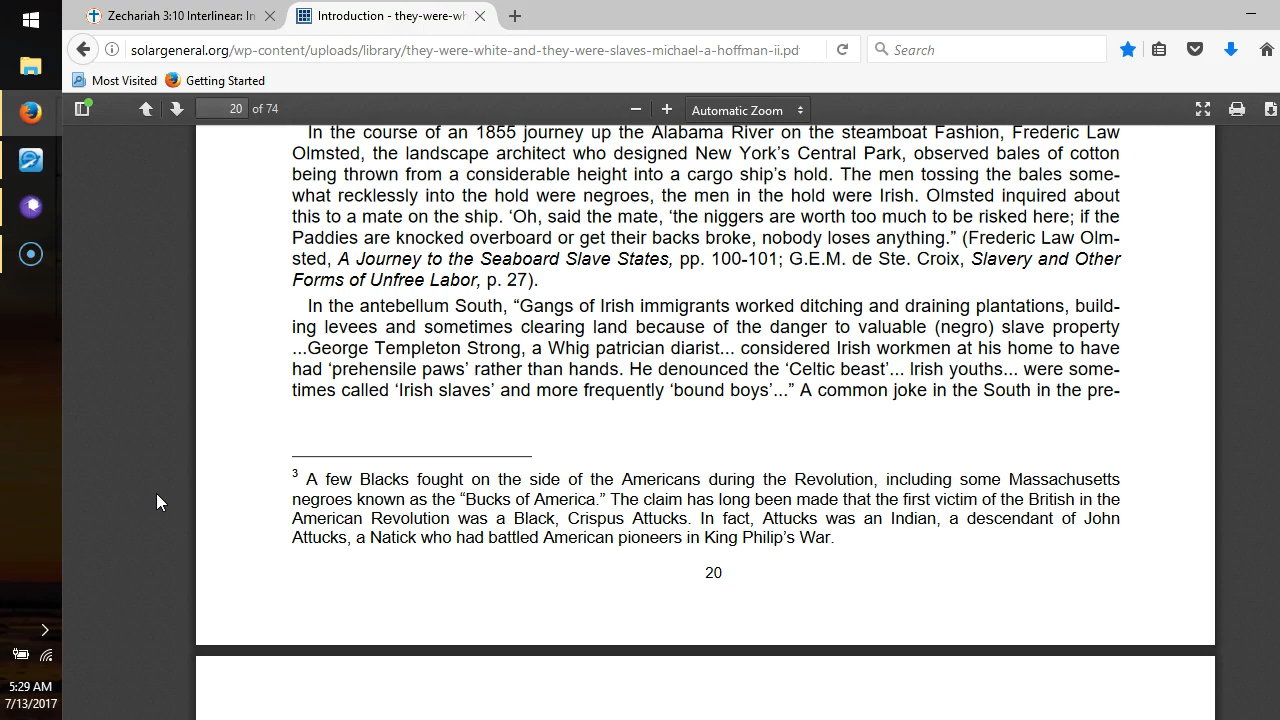 Zechariah 3:10 Interlinear: In
Introduction - they-were-wh
solargeneral.org/wp-content/uploads/library/they-were-white-and-they-were-slaves-michael-a-hoffman-ii.pd
Search
Most Visited
Getting Started
20 of 74
Automatic Zoom
In the course of an 1855 journey up the Alabama River on the steamboat Fashion, Frederic Law
Olmsted, the landscape architect who designed New York’s Central Park, observed bales of cotton
being thrown from a considerable height into a cargo ship’s hold. The men tossing the bales some-
what recklessly into the hold were negroes, the men in the hold were Irish. Olmsted inquired about
this to a mate on the ship. ‘Oh, said the mate, ‘the niggers are worth too much to be risked here; if the
Paddies are knocked overboard or get their backs broke, nobody loses anything.” (Frederic Law Olm-
sted, A Journey to the Seaboard Slave States, pp. 100-101; G.E.M. de Ste. Croix, Slavery and Other
Forms of Unfree Labor, p. 27).
In the antebellum South, “Gangs of Irish immigrants worked ditching and draining plantations, build-
ing levees and sometimes clearing land because of the danger to valuable (negro) slave property
...George Templeton Strong, a Whig patrician diarist... considered Irish workmen at his home to have
had ‘prehensile paws’ rather than hands. He denounced the ‘Celtic beast’... Irish youths... were some-
times called ‘Irish slaves’ and more frequently ‘bound boys’...” A common joke in the South in the pre-
3 A few Blacks fought on the side of the Americans during the Revolution, including some Massachusetts
negroes known as the “Bucks of America.” The claim has long been made that the first victim of the British in the
American Revolution was a Black, Crispus Attucks. In fact, Attucks was an Indian, a descendant of John
Attucks, a Natick who had battled American pioneers in King Philip’s War.
20
5:29 AM
7/13/2017